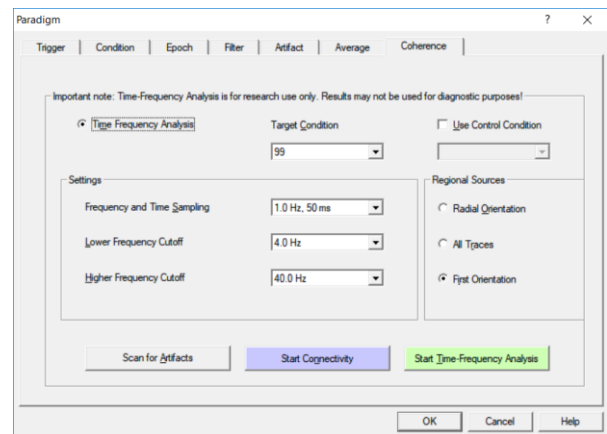 Paradigm ? ×
Trigger Condition Epoch Filter Artifact Average Coherence
Important note: Time-Frequency Analysis is for research use only. Results may not be used for diagnostic purposes!
Time Frequency Analysis Target Condition Use Control Condition
99
Settings Regional Sources
Frequency and Time Sampling 1.0 Hz, 50 ms Radial Orientation
Lower Frequency Cutoff 4.0 Hz All Traces
Higher Frequency Cutoff 40.0 Hz First Orientation
Scan for Artifacts Start Connectivity Start Time-Frequency Analysis
OK Cancel Help